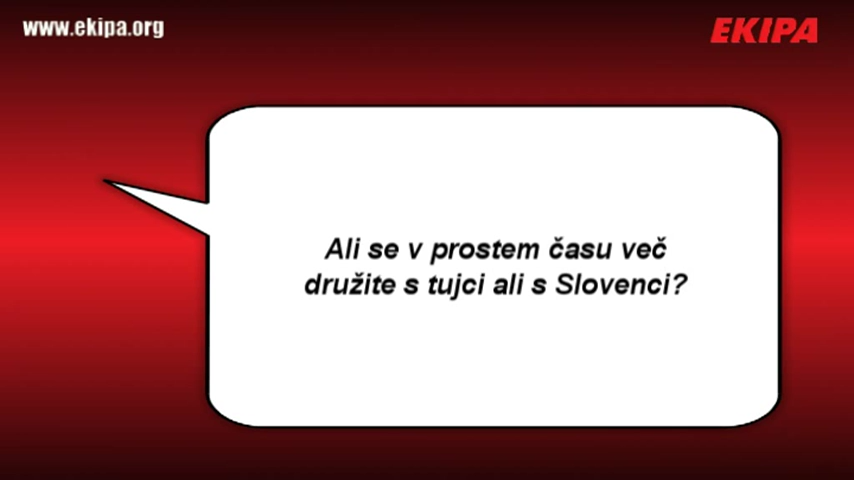 www.ekipa.org
EKIPA
Ali se v prostem času več
družite s tujci ali s Slovenci?